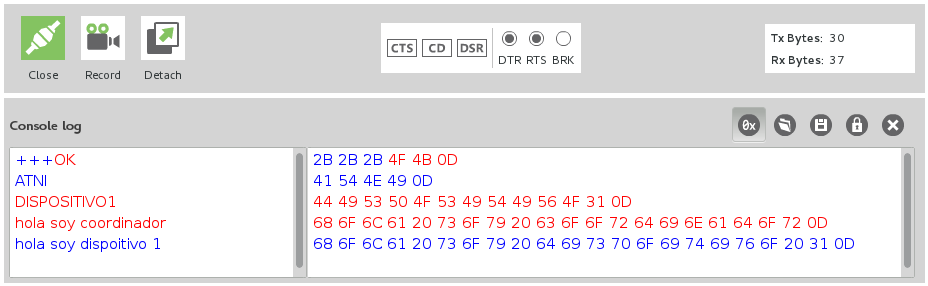 Close Record Detach
CTS CD DSR DTR RTS BRK
Tx Bytes: 30
Rx Bytes: 37
Console log
0x
+++OK
ATNI
DISPOSITIVO1
hola soy coordinador
hola soy dispoitivo 1
2B 2B 2B 4F 4B 0D
41 54 4E 49 0D
44 49 53 50 4F 53 49 54 49 56 4F 31 0D
68 6F 6C 61 20 73 6F 79 20 63 6F 6F 72 64 69 6E 61 64 6F 72 0D
68 6F 6C 61 20 73 6F 79 20 64 69 73 70 6F 69 74 69 76 6F 20 31 0D